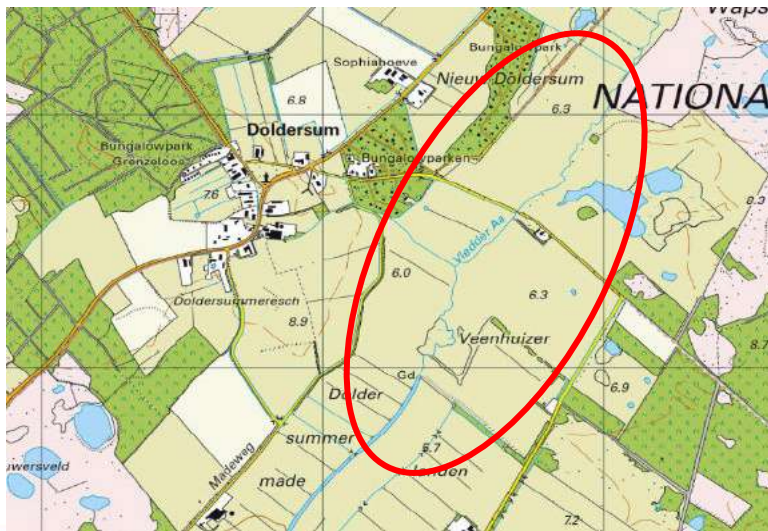 Waps
Bungalowpark
Nieuw Doldersum
Sophiahoeve
6.3
NATIONA
6.8
Doldersum
Bungalowpark
Grenzeloos
Bungalowparken
7.6
8.3
Vledder Aa
6.0
6.3
Doldersummeresch
8.9
Veenhuizer
8.7
Gd
6.9
Dolder
summer
Madeweg
6.7
landen
uwersveld
made
7.2